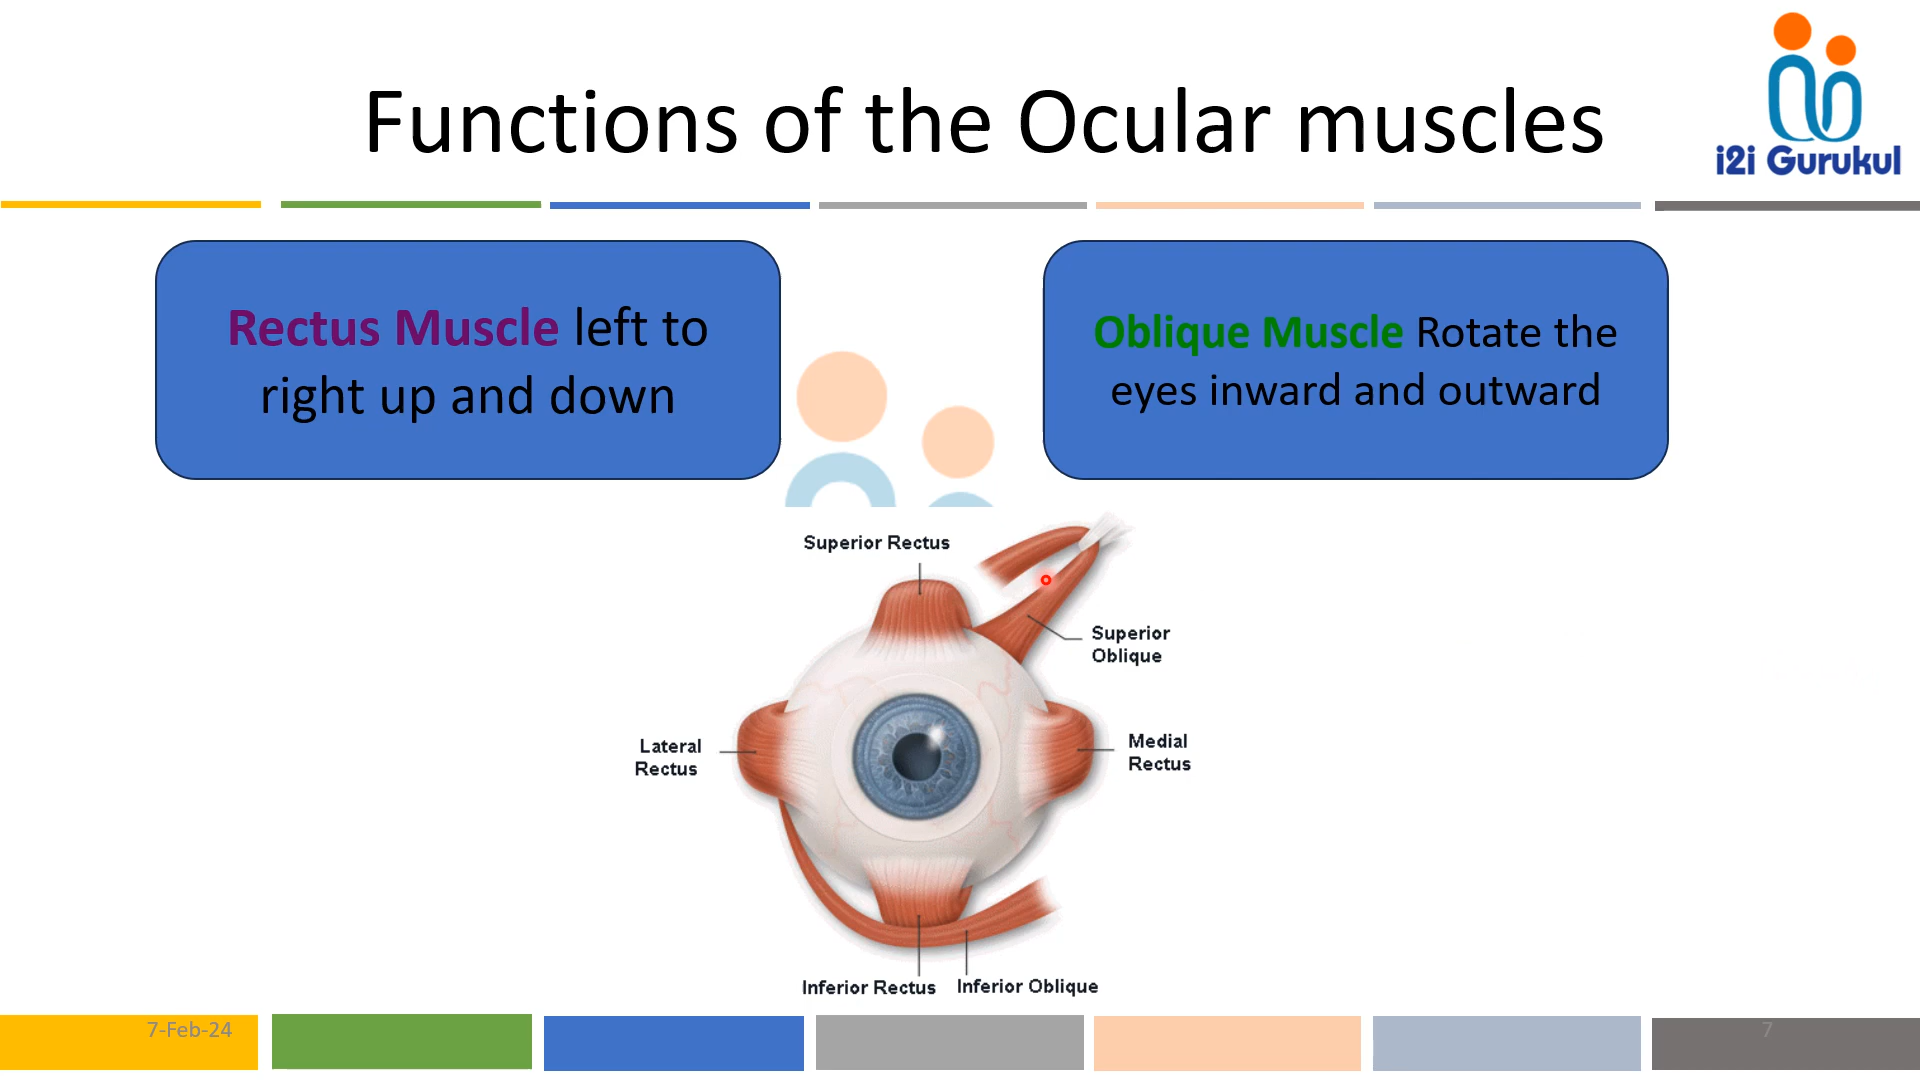 Functions of the Ocular muscles
i2i Gurukul
Rectus Muscle left to
right up and down
Oblique Muscle Rotate the
eyes inward and outward
Superior Rectus
Superior
Oblique
Lateral
Rectus
Medial
Rectus
Inferior Rectus
Inferior Oblique
7-Feb-24
7